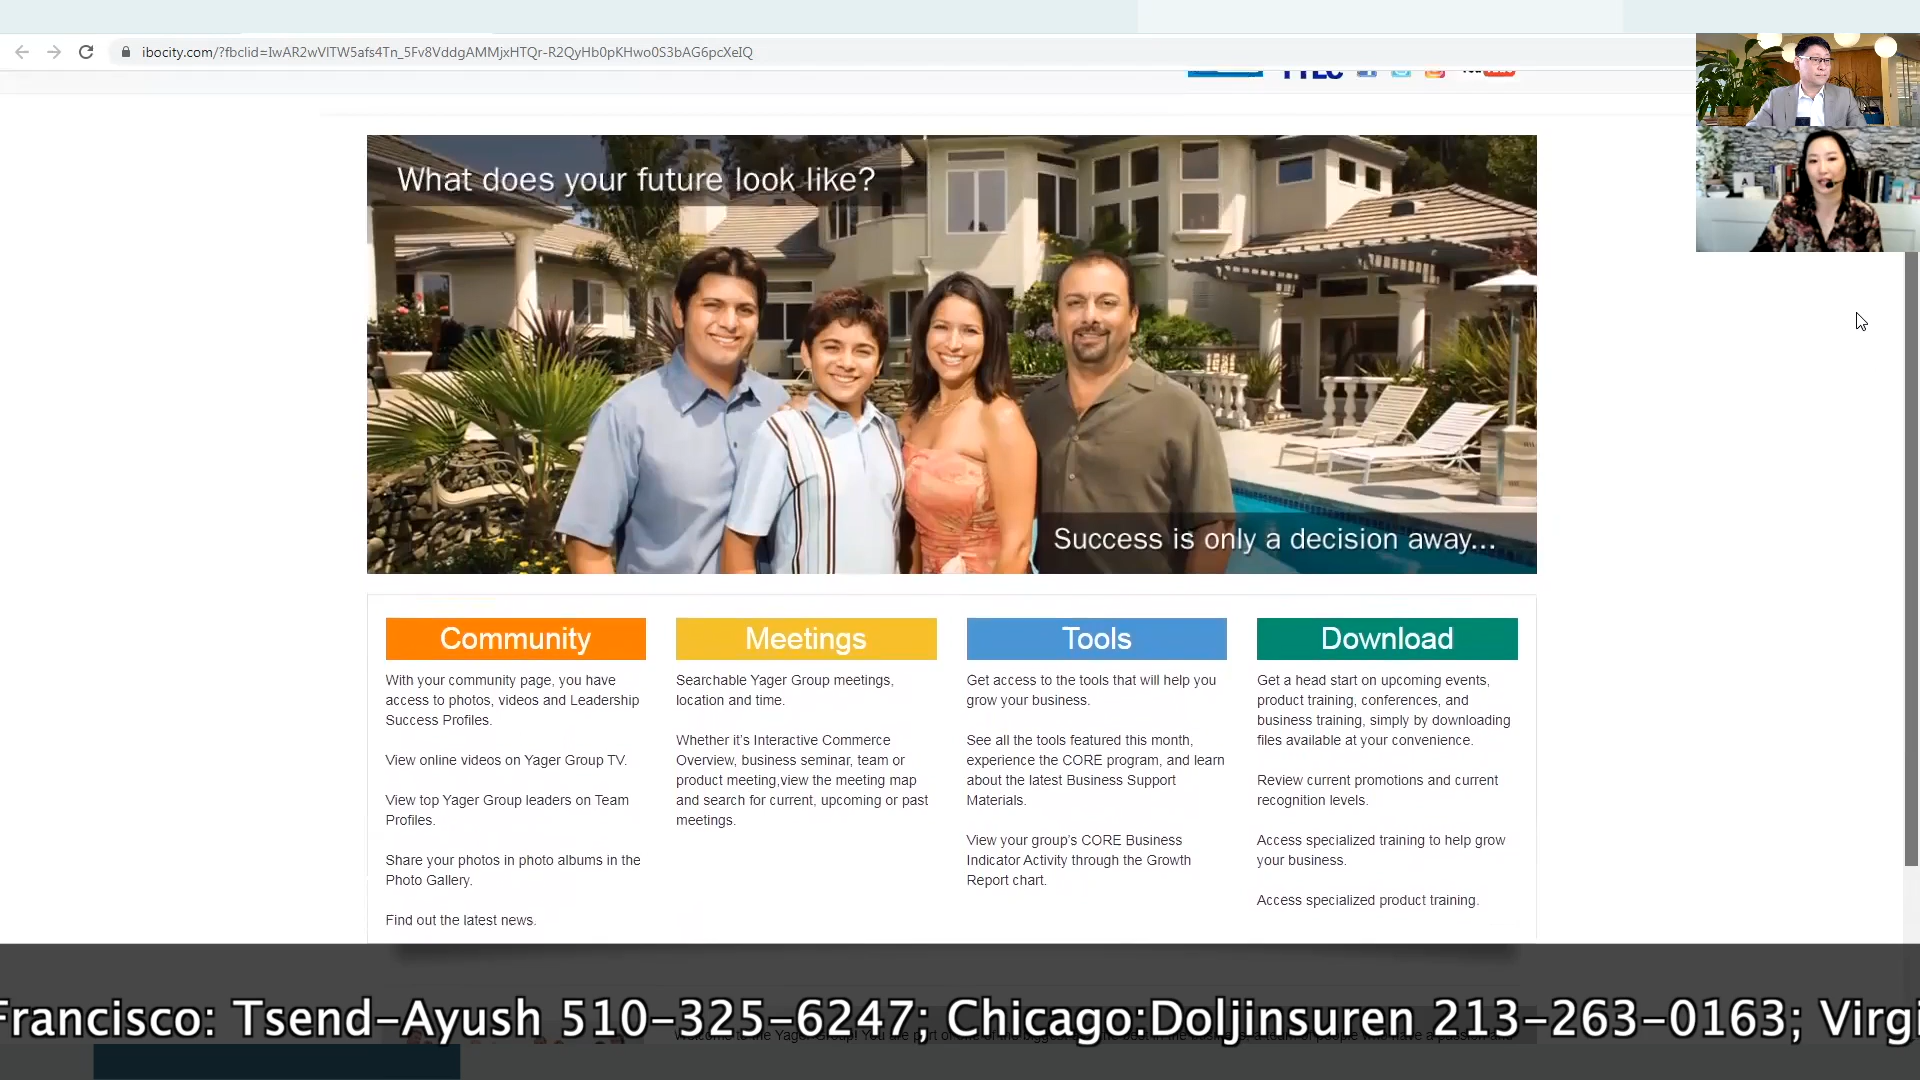 ibocity.com/?fbclid=IwAR2wVlTW5afs4Tn_5Fv8VddgAMMjxHTQr-R2QyHb0pKHwo0S3bAG6pcXeIQ
What does your future look like?
Success is only a decision away...
Community
With your community page, you have
access to photos, videos and Leadership
Success Profiles.
View online videos on Yager Group TV.
View top Yager Group leaders on Team
Profiles.
Share your photos in photo albums in the
Photo Gallery.
Find out the latest news.
Meetings
Searchable Yager Group meetings,
location and time.
Whether it's Interactive Commerce
Overview, business seminar, team or
product meeting,view the meeting map
and search for current, upcoming or past
meetings.
Tools
Get access to the tools that will help you
grow your business.
See all the tools featured this month,
experience the CORE program, and learn
about the latest Business Support
Materials.
View your group's CORE Business
Indicator Activity through the Growth
Report chart.
Download
Get a head start on upcoming events,
product training, conferences, and
business training, simply by downloading
files available at your convenience.
Review current promotions and current
recognition levels.
Access specialized training to help grow
your business.
Access specialized product training.
Francisco: Tsend-Ayush 510-325-6247; Chicago:Doljinsuren 213-263-0163; Virgi